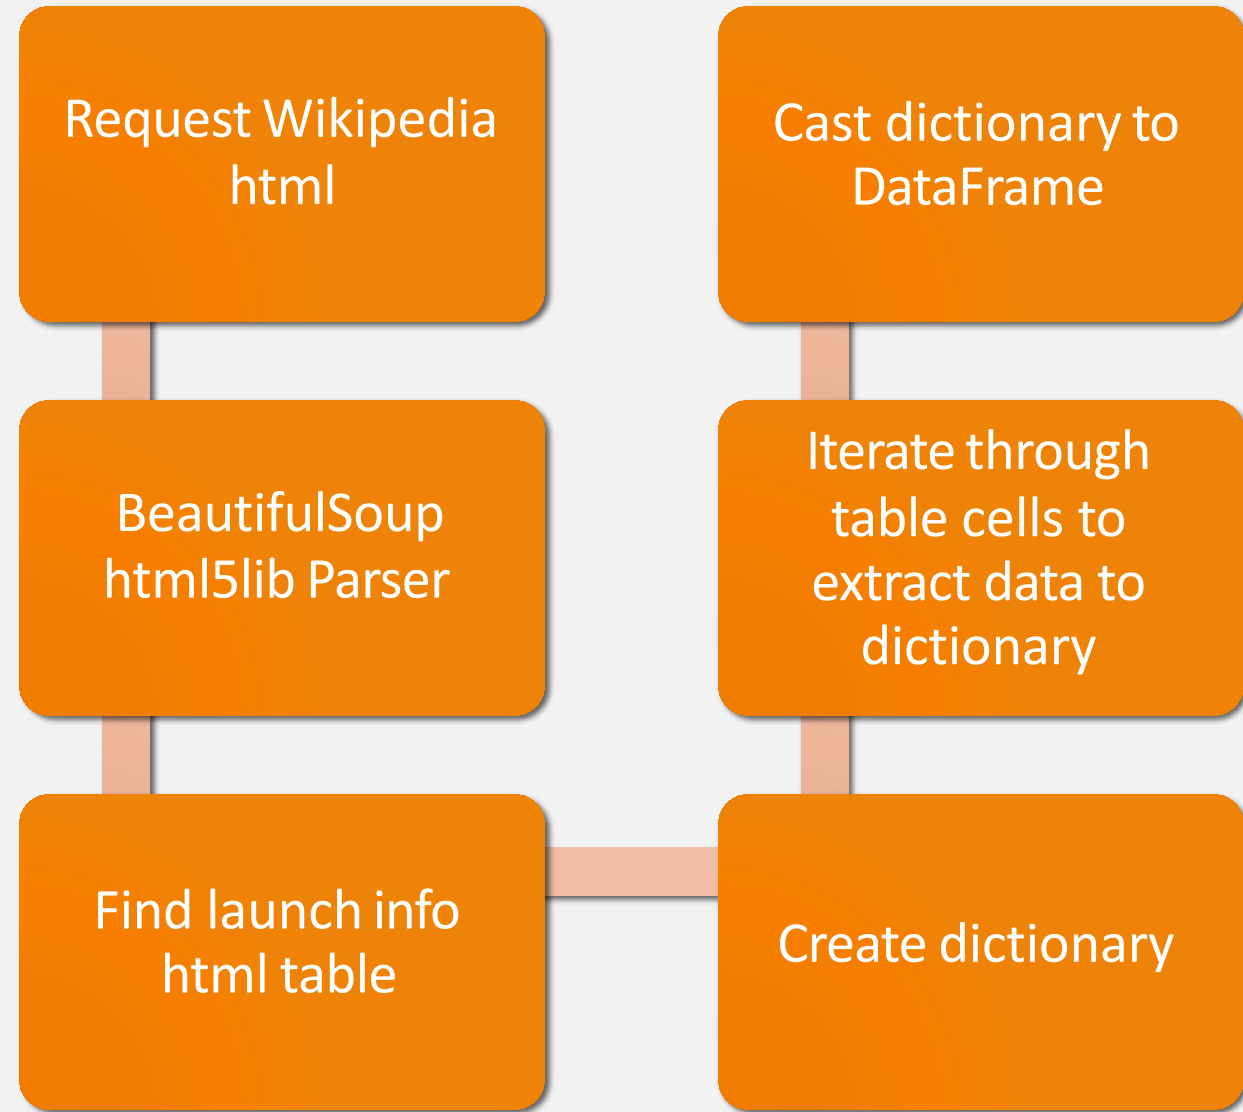 Request Wikipedia
html
BeautifulSoup
html5lib Parser
Find launch info
html table
Create dictionary
Iterate through
table cells to
extract data to
dictionary
Cast dictionary to
DataFrame